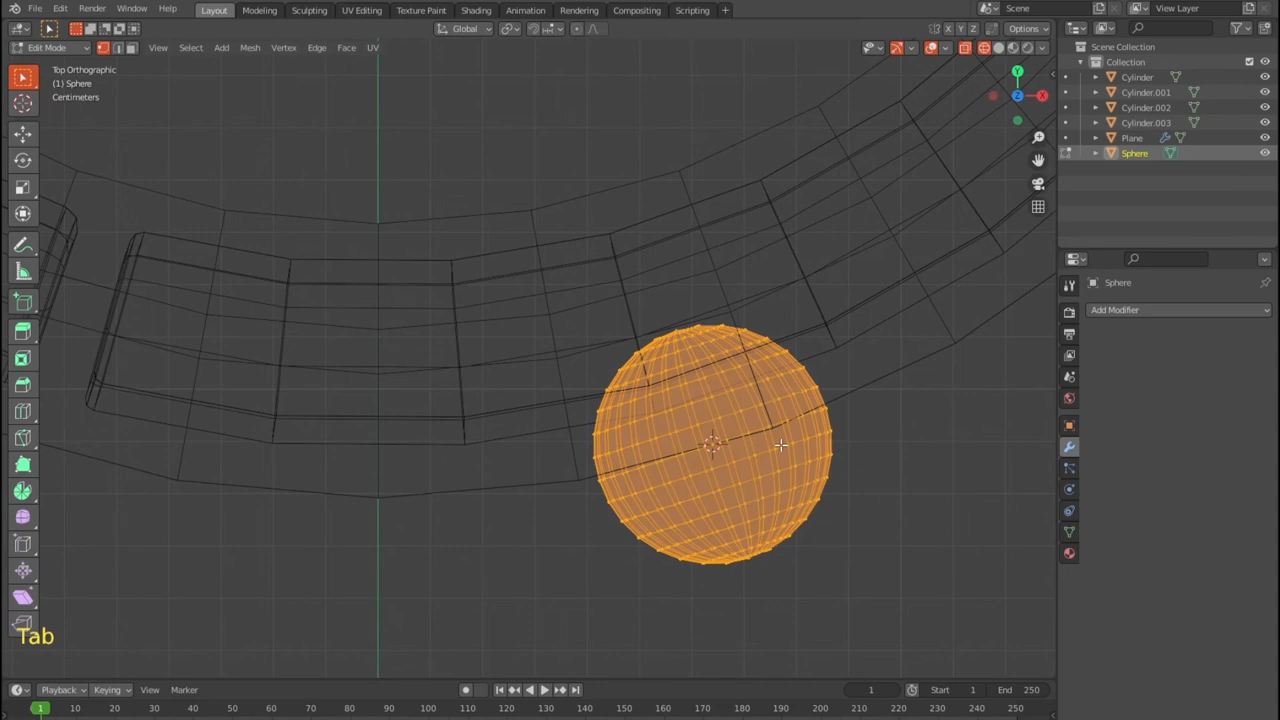 File Edit Render Window Help Layout Modeling Sculpting UV Editing Texture Paint Shading Animation Rendering Compositing Scripting + Scene View Layer
Global X Y Z Options
Edit Mode View Select Add Mesh Vertex Edge Face UV
Top Orthographic
(1) Sphere
Centimeters
Y
Z X
Scene Collection
Collection
Cylinder
Cylinder.001
Cylinder.002
Cylinder.003
Plane
Sphere
Sphere
Add Modifier
Tab
Playback Keying View Marker 1 Start 1 End 250
1 10 20 30 40 50 60 70 80 90 100 110 120 130 140 150 160 170 180 190 200 210 220 230 240 250